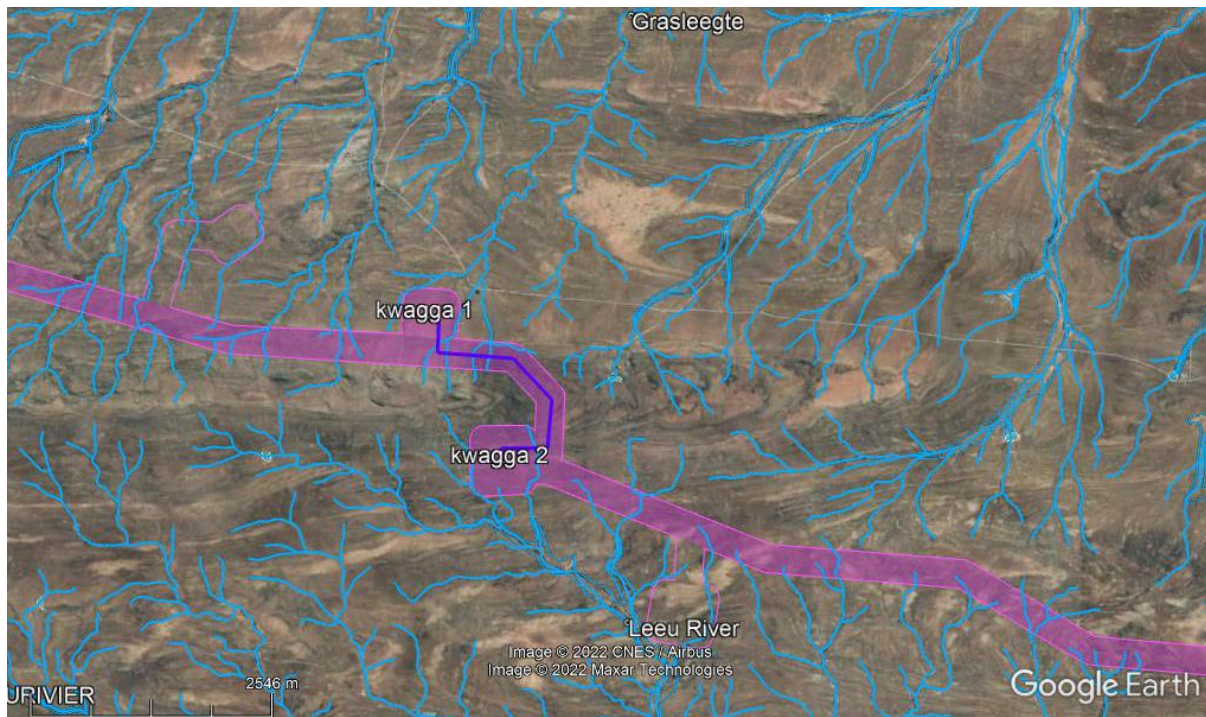 Grasleegte
kwagga 1
kwagga 2
Leeu River
Image © 2022 CNES / Airbus
Image © 2022 Maxar Technologies
2546 m
URIVIER
Google Earth